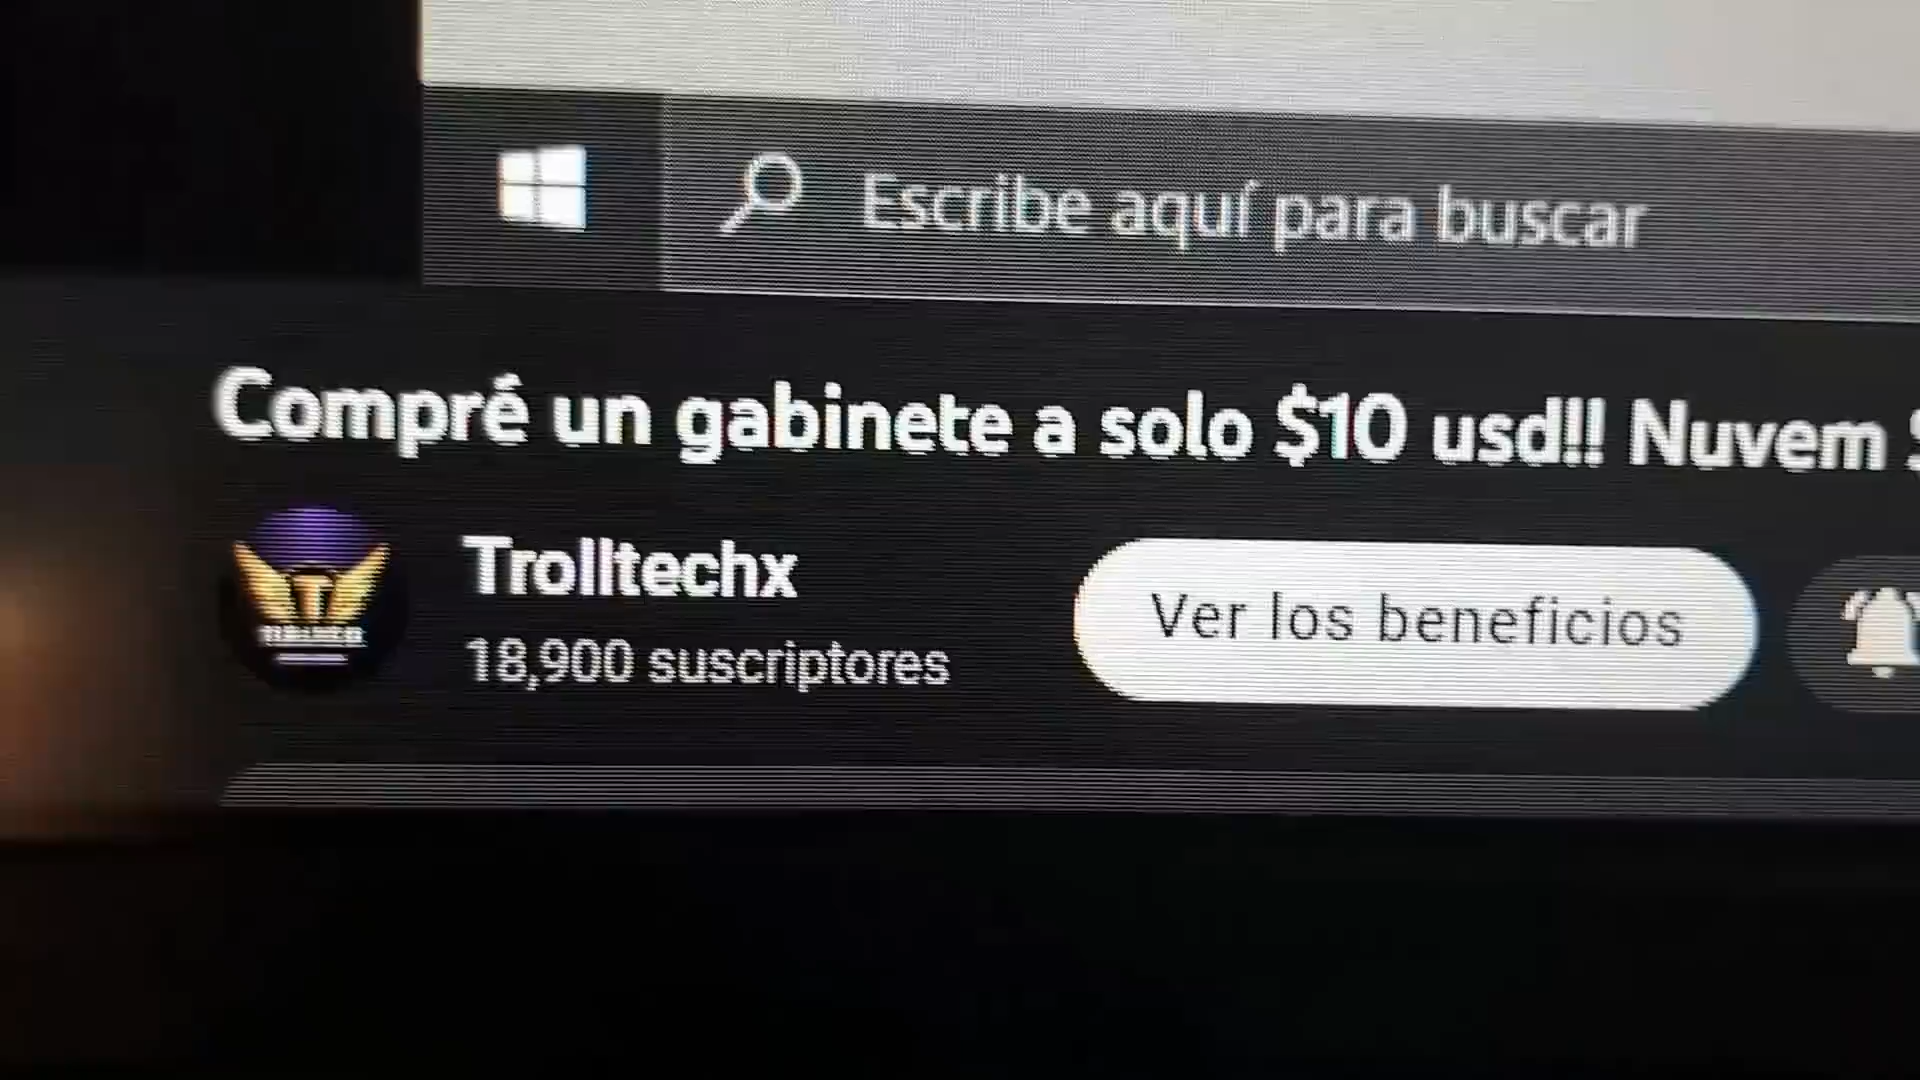 Escribe aquí para buscar
Compré un gabinete a solo $10 usd!! Nuvem
Trolltechx
18,900 suscriptores
Ver los beneficios